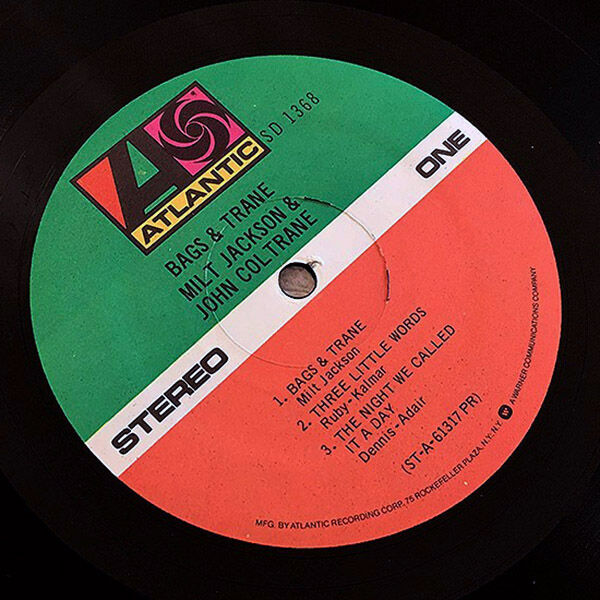 ATLANTIC
SD 1368
BAGS & TRANE
MILT JACKSON &
JOHN COLTRANE
STEREO
ONE
1. BAGS & TRANE
Milt Jackson
2. THREE LITTLE WORDS
Ruby-Kalmar
3. THE NIGHT WE CALLED
IT A DAY
Dennis-Adair
(ST-A-61317 PR)
MFG. BY ATLANTIC RECORDING CORP., 75 ROCKEFELLER PLAZA, N.Y. N.Y. A WARNER COMMUNICATIONS COMPANY